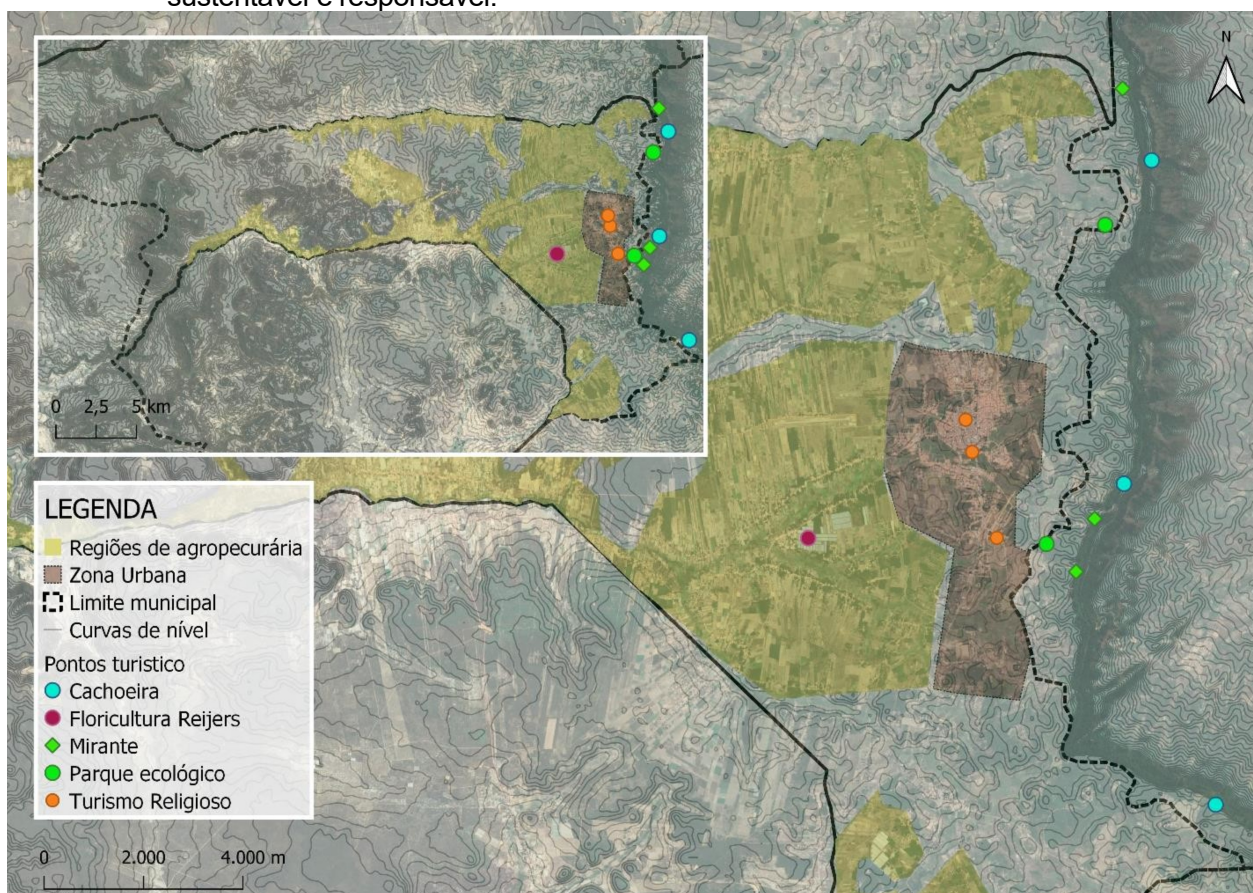 sustentável e responsável.
N
0 2,5 5 km
LEGENDA
Regiões de agropecurária
Zona Urbana
Limite municipal
Curvas de nível
Pontos turistico
Cachoeira
Floricultura Reijers
Mirante
Parque ecológico
Turismo Religioso
0 2.000 4.000 m